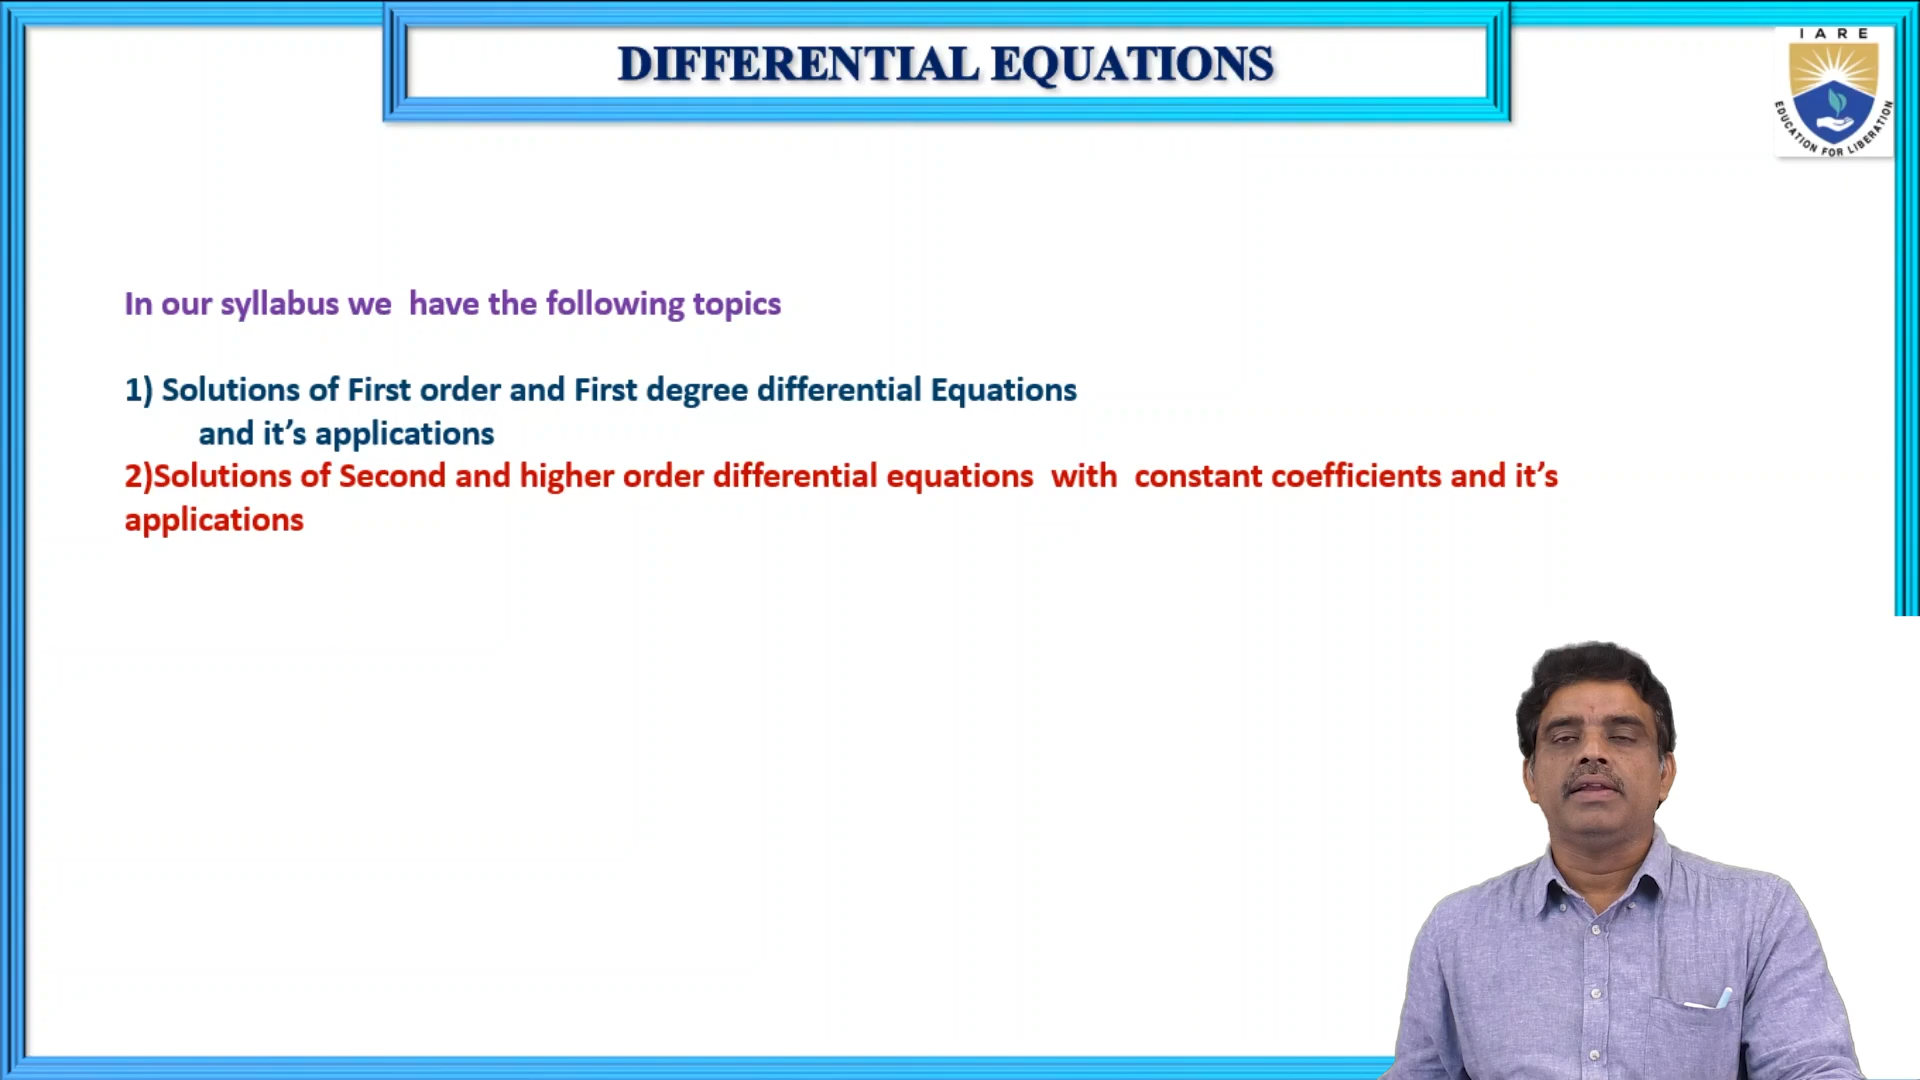 DIFFERENTIAL EQUATIONS
IARE
EDUCATION FOR LIBERATION
In our syllabus we  have the following topics
1) Solutions of First order and First degree differential Equations
and it’s applications
2)Solutions of Second and higher order differential equations  with  constant coefficients and it’s
applications